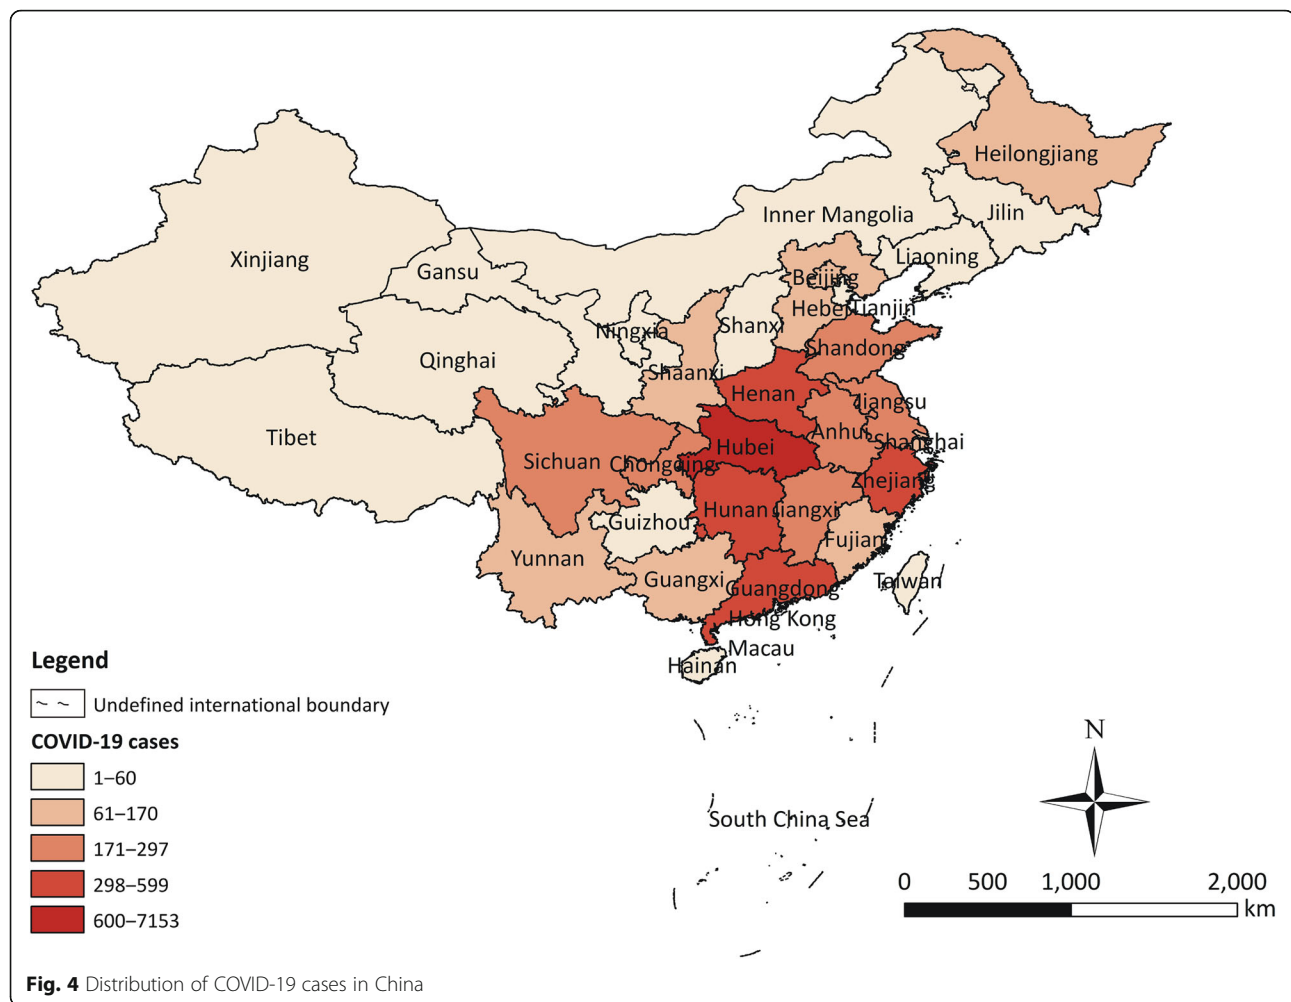 Heilongjiang
Inner Mangolia
Jilin
Xinjiang
Gansu
Liaoning
Beijing
Hebei
Tianjin
Ningxia
Shanxi
Shandong
Qinghai
Shaanxi
Henan
Jiangsu
Tibet
Anhui
Shanghai
Hubei
Sichuan
Chongqing
Zhejiang
Hunan
Jiangxi
Guizhou
Fujian
Yunnan
Guangxi
Guangdong
Taiwan
Hong Kong
Macau
Hainan
Legend
Undefined international boundary
COVID-19 cases
1–60
61–170
171–297
298–599
600–7153
South China Sea
N
0 500 1,000 2,000
km
Fig. 4 Distribution of COVID-19 cases in China